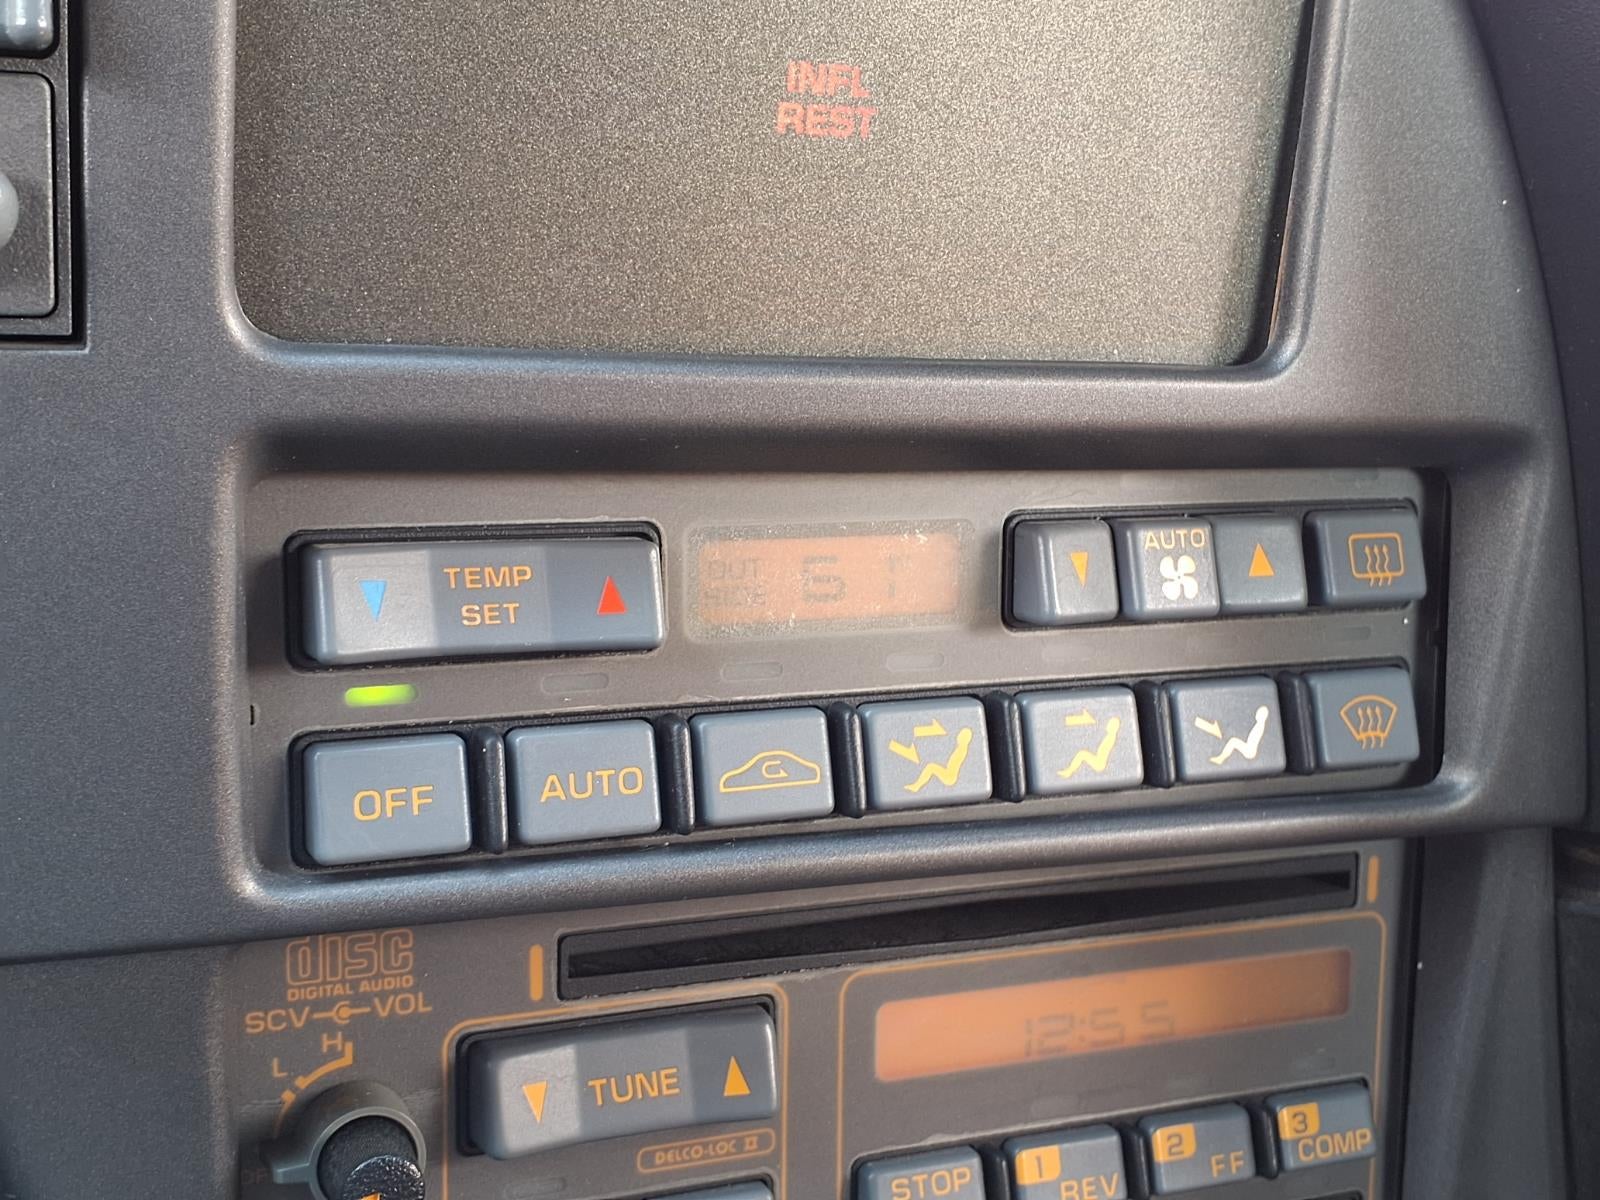 INFL
REST
TEMP
SET
OUT
SIDE
AUTO
OFF
AUTO
disc
DIGITAL AUDIO
SCV VOL
H
L
TUNE
DELCO-LOC II
12:55
STOP
1 REV
2 FF
3 COMP